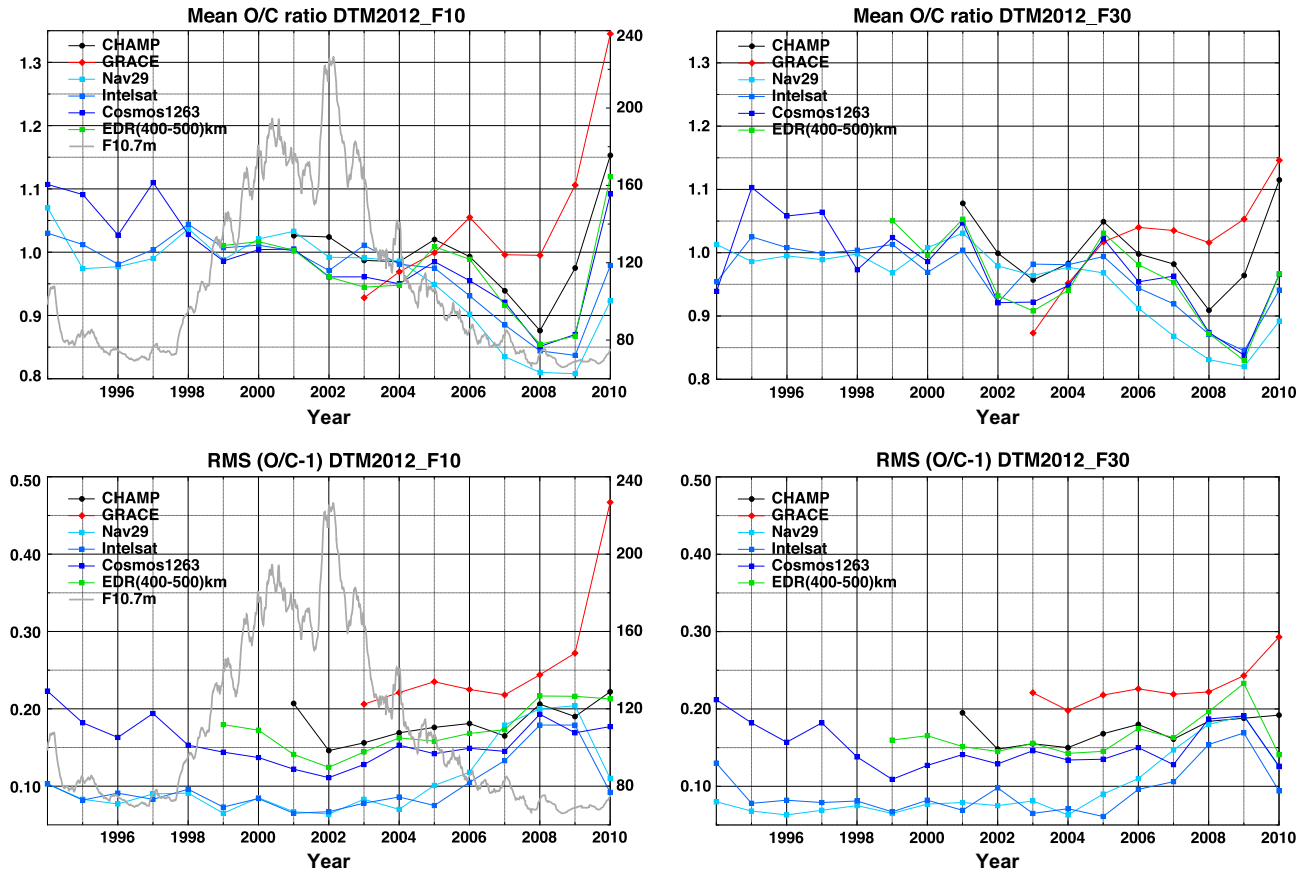 Mean O/C ratio DTM2012_F10
1.3
1.2
1.1
1.0
0.9
0.8
CHAMP
GRACE
Nav29
Intelsat
Cosmos1263
EDR(400-500)km
F10.7m
240
200
160
120
80
1996 1998 2000 2002 2004 2006 2008 2010
Year
Mean O/C ratio DTM2012_F30
1.3
1.2
1.1
1.0
0.9
0.8
CHAMP
GRACE
Nav29
Intelsat
Cosmos1263
EDR(400-500)km
1996 1998 2000 2002 2004 2006 2008 2010
Year
RMS (O/C-1) DTM2012_F10
0.50
0.40
0.30
0.20
0.10
CHAMP
GRACE
Nav29
Intelsat
Cosmos1263
EDR(400-500)km
F10.7m
240
200
160
120
80
1996 1998 2000 2002 2004 2006 2008 2010
Year
RMS (O/C-1) DTM2012_F30
0.50
0.40
0.30
0.20
0.10
CHAMP
GRACE
Nav29
Intelsat
Cosmos1263
EDR(400-500)km
1996 1998 2000 2002 2004 2006 2008 2010
Year